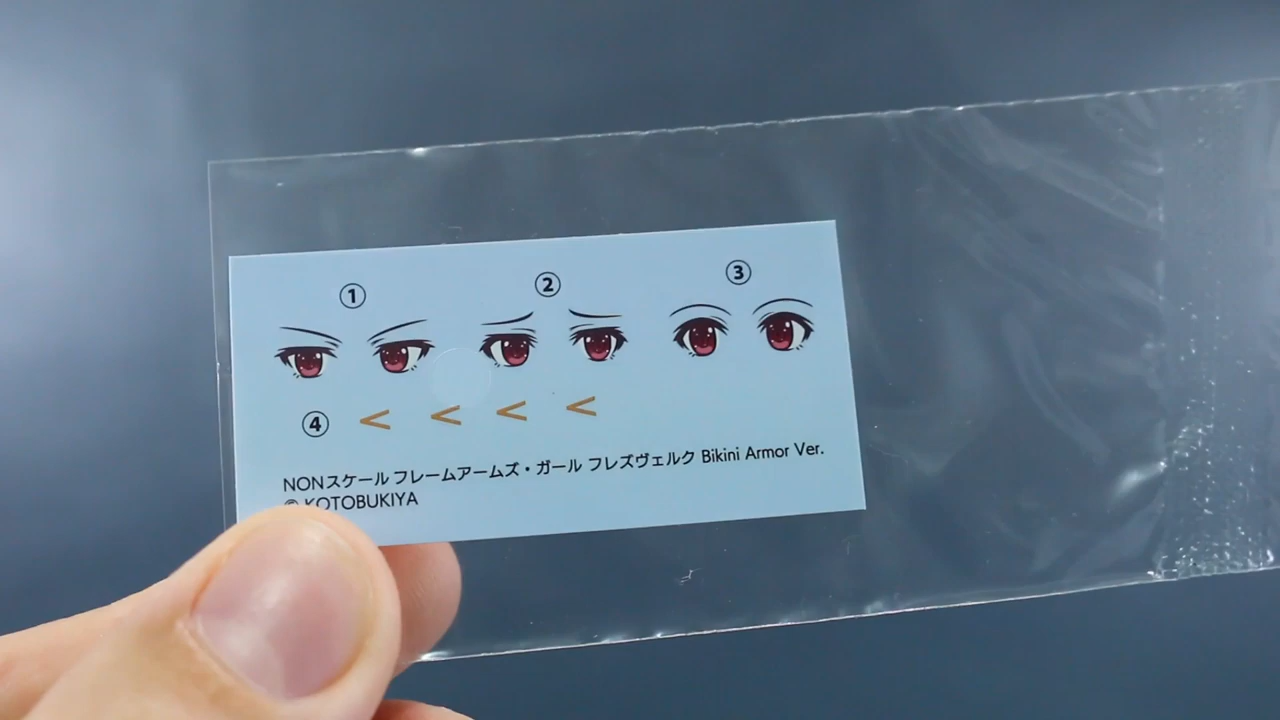 ① ② ③
④ < < < <
NONスケール フレームアームズ・ガール フレズヴェルク Bikini Armor Ver.
© KOTOBUKIYA